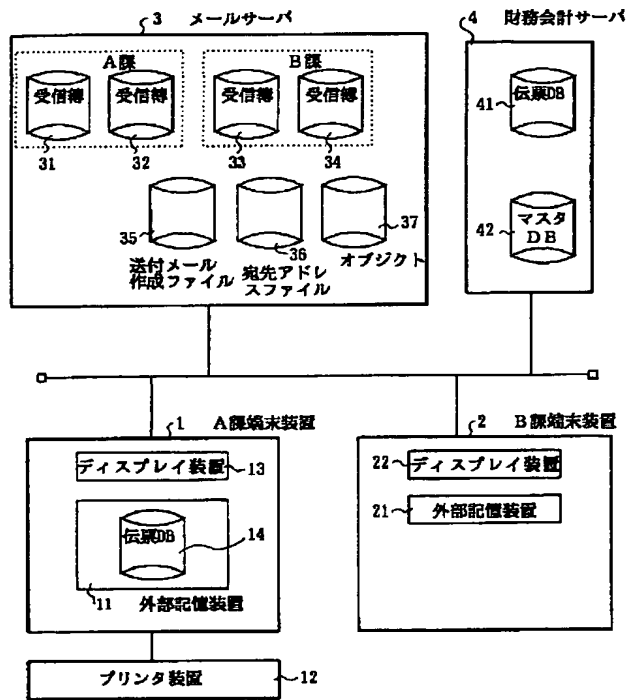 3 メールサーバ
4 財務会計サーバ
A課
B課
受信簿
受信簿
受信簿
受信簿
31
32
33
34
41
伝票DB
35
36
37
送付メール
作成ファイル
宛先アドレ
スファイル
オブジェクト
42
マスタ
DB
1 A課端末装置
2 B課端末装置
ディスプレイ装置
13
22
ディスプレイ装置
伝票DB
14
21
外部記憶装置
11
外部記憶装置
プリンタ装置
12